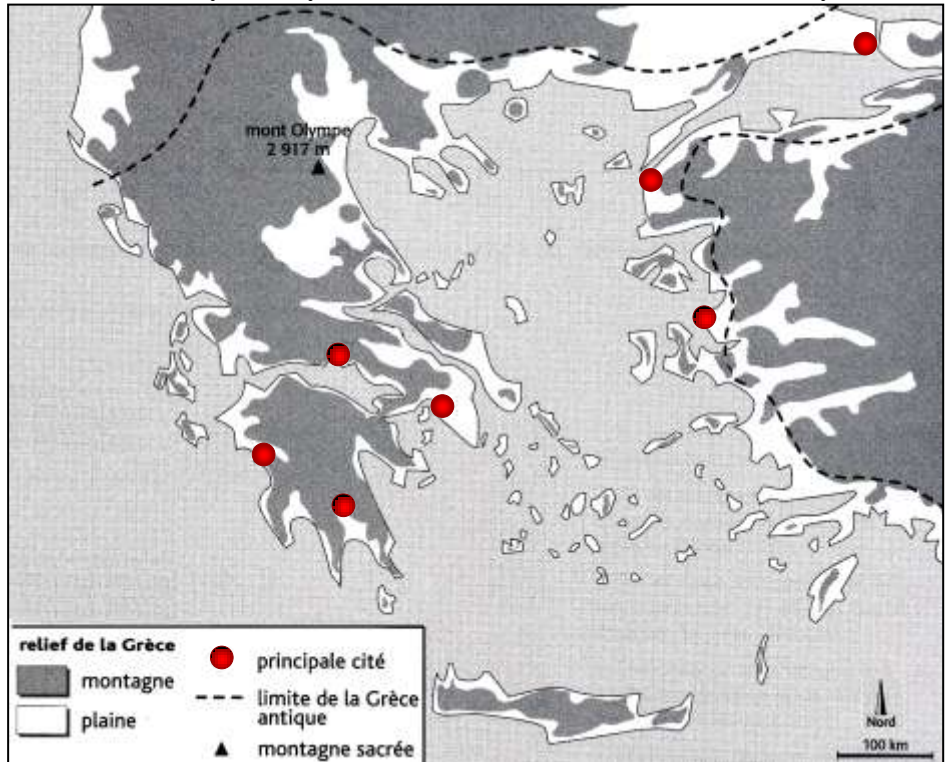 mont Olympe
2 917 m
relief de la Grèce
montagne
plaine
principale cité
limite de la Grèce
antique
montagne sacrée
Nord
100 km